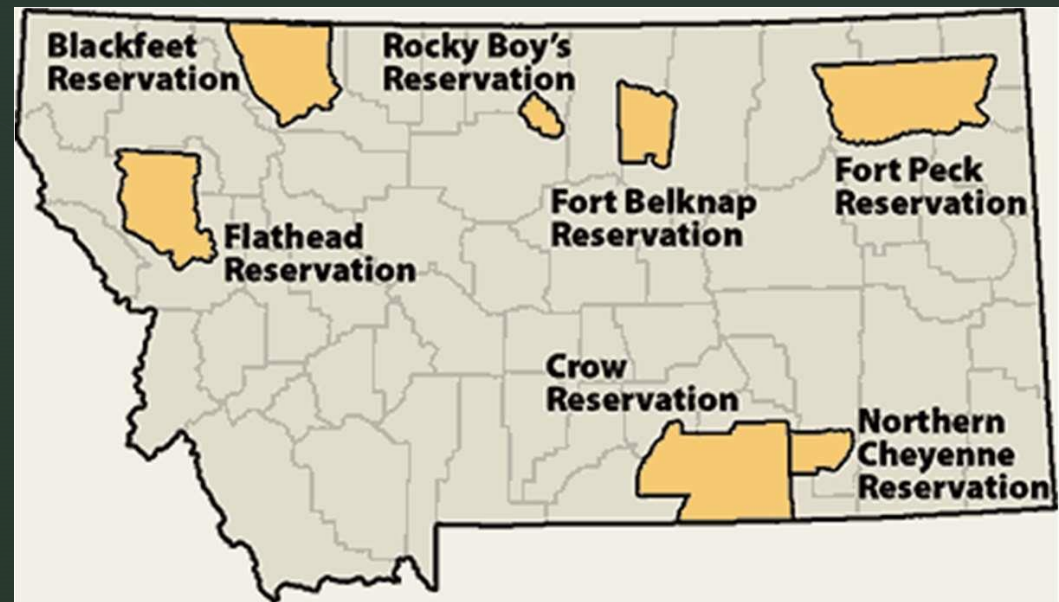 Blackfeet
Reservation
Rocky Boy's
Reservation
Fort Peck
Reservation
Fort Belknap
Reservation
Flathead
Reservation
Crow
Reservation
Northern
Cheyenne
Reservation